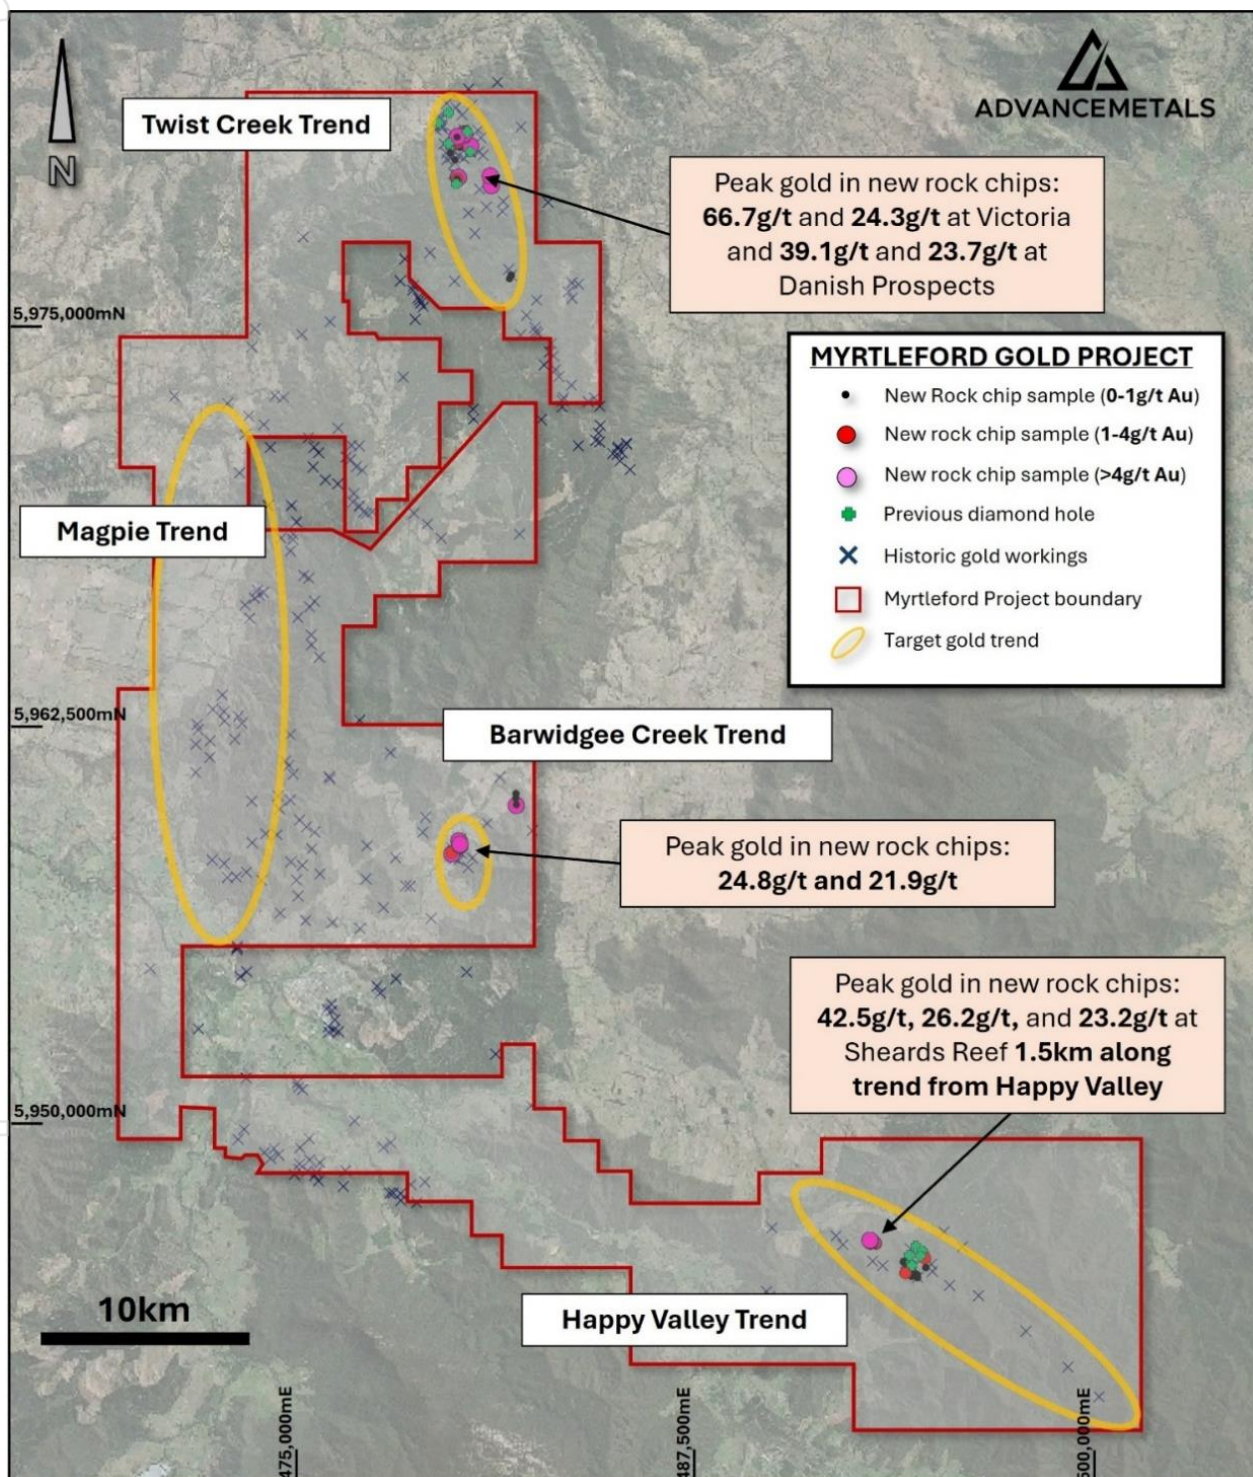 ADVANCEMETALS
N
Twist Creek Trend
Peak gold in new rock chips:
66.7g/t and 24.3g/t at Victoria
and 39.1g/t and 23.7g/t at
Danish Prospects
5,975,000mN
MYRTLEFORD GOLD PROJECT
New Rock chip sample (0-1g/t Au)
New rock chip sample (1-4g/t Au)
New rock chip sample (>4g/t Au)
Previous diamond hole
Historic gold workings
Myrtleford Project boundary
Target gold trend
Magpie Trend
5,962,500mN
Barwidgee Creek Trend
Peak gold in new rock chips:
24.8g/t and 21.9g/t
Peak gold in new rock chips:
42.5g/t, 26.2g/t, and 23.2g/t at
Sheards Reef 1.5km along
trend from Happy Valley
5,950,000mN
10km
Happy Valley Trend
475,000mE
487,500mE
500,000mE